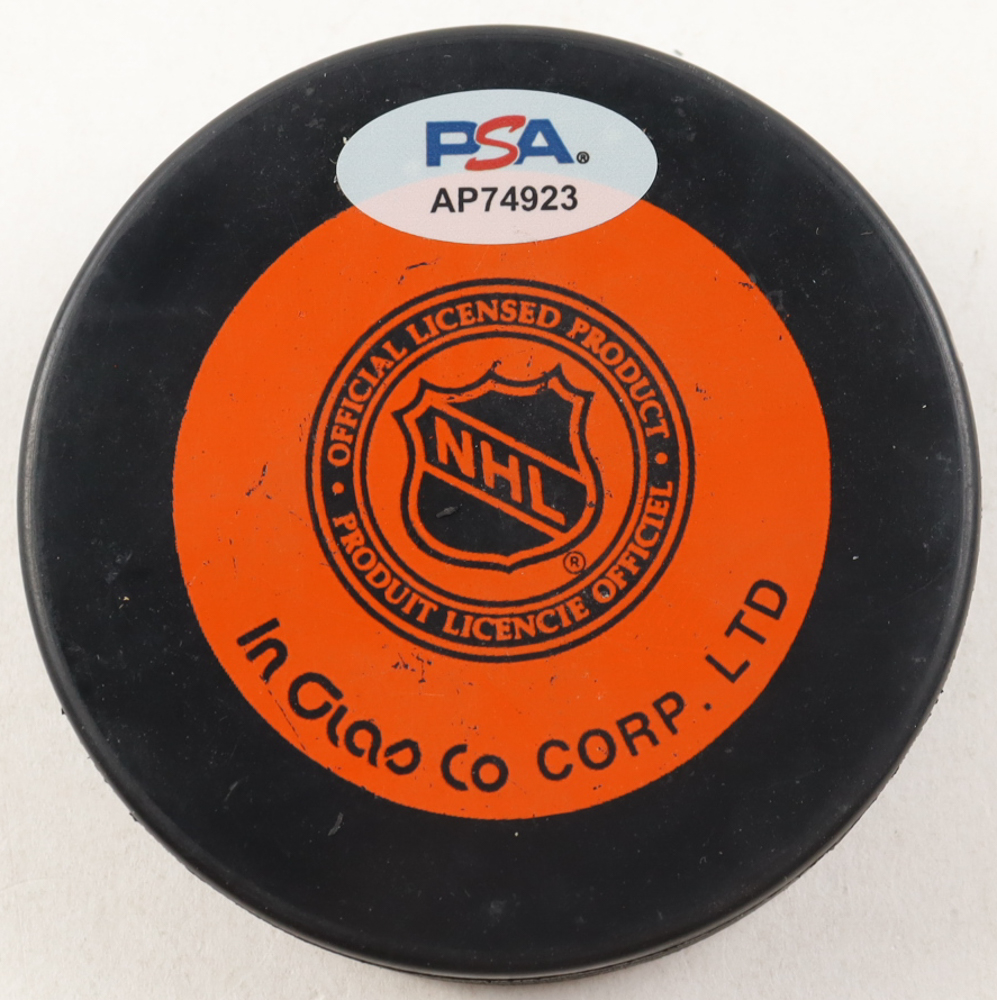 PSA®
AP74923
OFFICIAL LICENSED PRODUCT
NHL
®
• PRODUIT LICENCIE OFFICIEL •
In Glas Co CORP. LTD